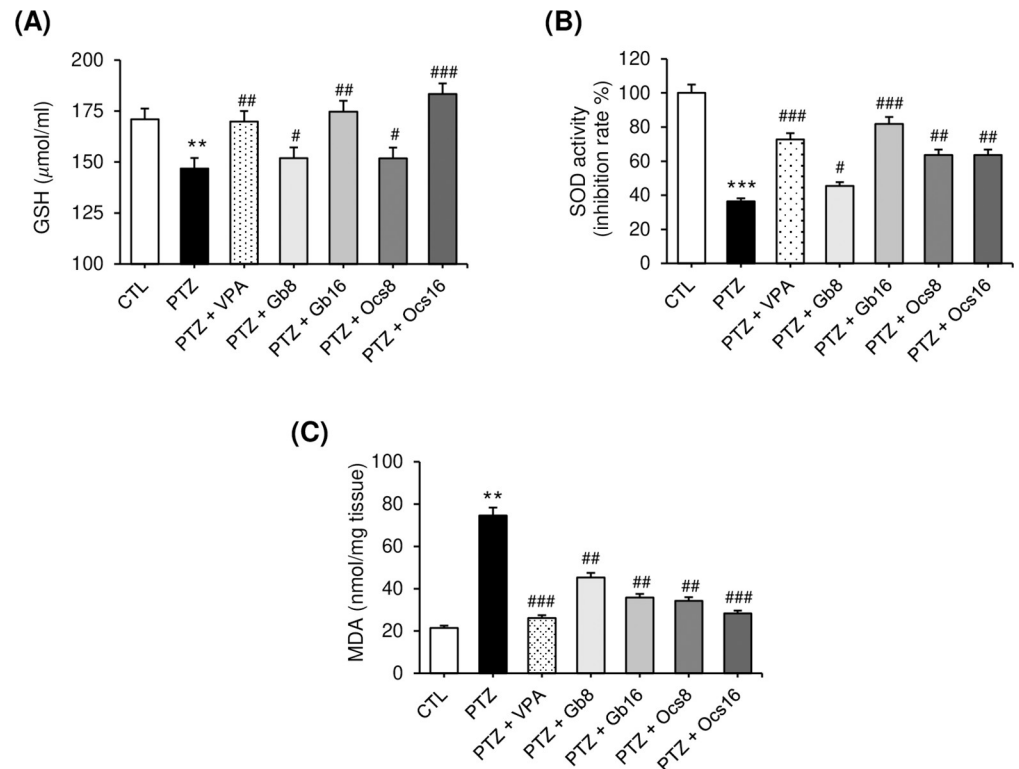 (A)
GSH (µmol/ml)
200
175
150
125
100
**
##
#
##
#
###
CTL
PTZ
PTZ + VPA
PTZ + Gb8
PTZ + Gb16
PTZ + Ocs8
PTZ + Ocs16
(B)
SOD activity
(inhibition rate %)
120
100
80
60
40
20
0
***
###
#
###
##
##
CTL
PTZ
PTZ + VPA
PTZ + Gb8
PTZ + Gb16
PTZ + Ocs8
PTZ + Ocs16
(C)
MDA (nmol/mg tissue)
100
80
60
40
20
0
**
###
##
##
##
###
CTL
PTZ
PTZ + VPA
PTZ + Gb8
PTZ + Gb16
PTZ + Ocs8
PTZ + Ocs16